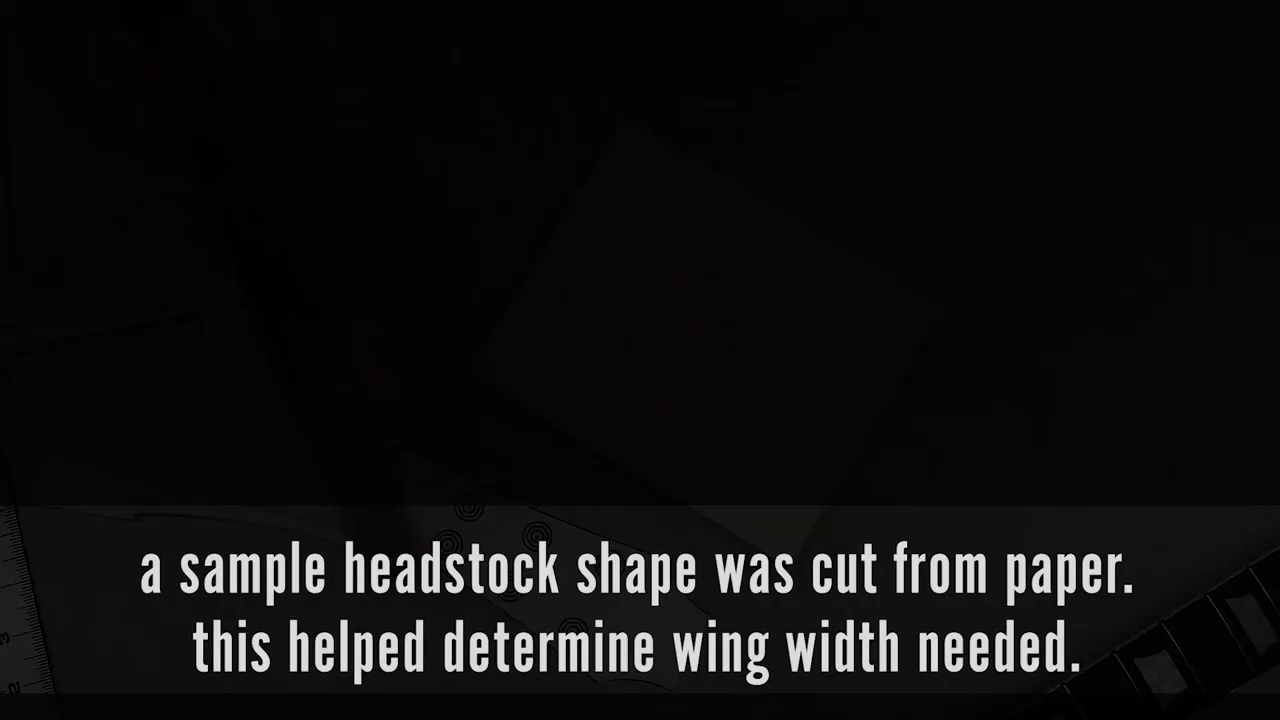 a sample headstock shape was cut from paper.
this helped determine wing width needed.